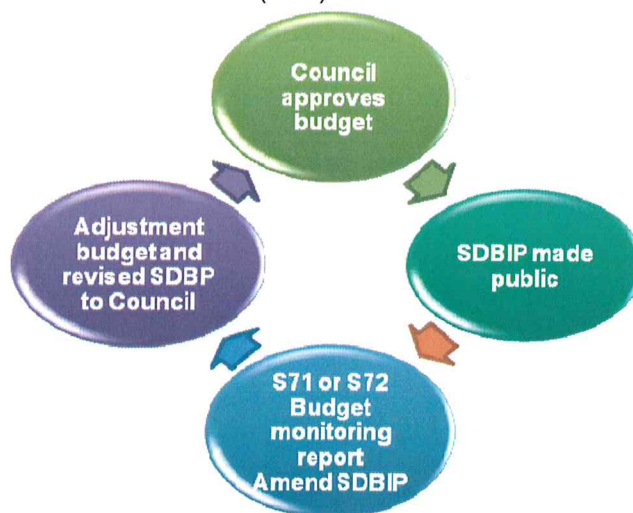 Council
approves
budget
SDBIP made
public
S71 or S72
Budget
monitoring
report
Amend SDBIP
Adjustment
budget and
revised SDBP
to Council